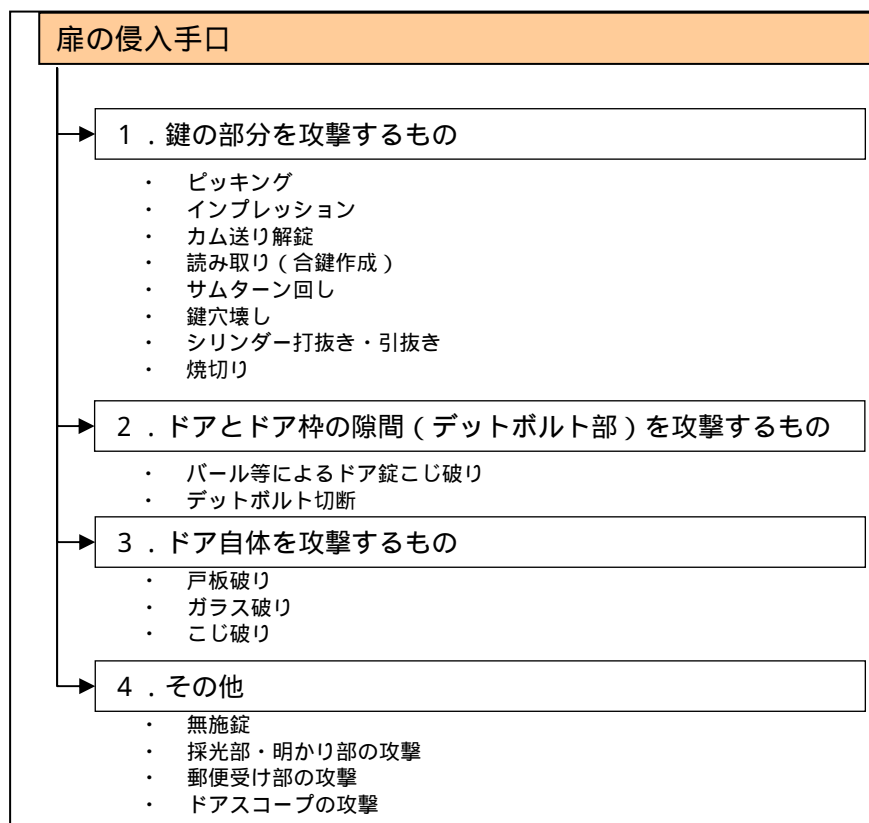 扉の侵入手口
1．鍵の部分を攻撃するもの
・ ピッキング
・ インプレッション
・ カム送り解錠
・ 読み取り（合鍵作成）
・ サムターン回し
・ 鍵穴壊し
・ シリンダー打抜き・引抜き
・ 焼切り
2．ドアとドア枠の隙間（デットボルト部）を攻撃するもの
・ バール等によるドア錠こじ破り
・ デットボルト切断
3．ドア自体を攻撃するもの
・ 戸板破り
・ ガラス破り
・ こじ破り
4．その他
・ 無施錠
・ 採光部・明かり部の攻撃
・ 郵便受け部の攻撃
・ ドアスコープの攻撃